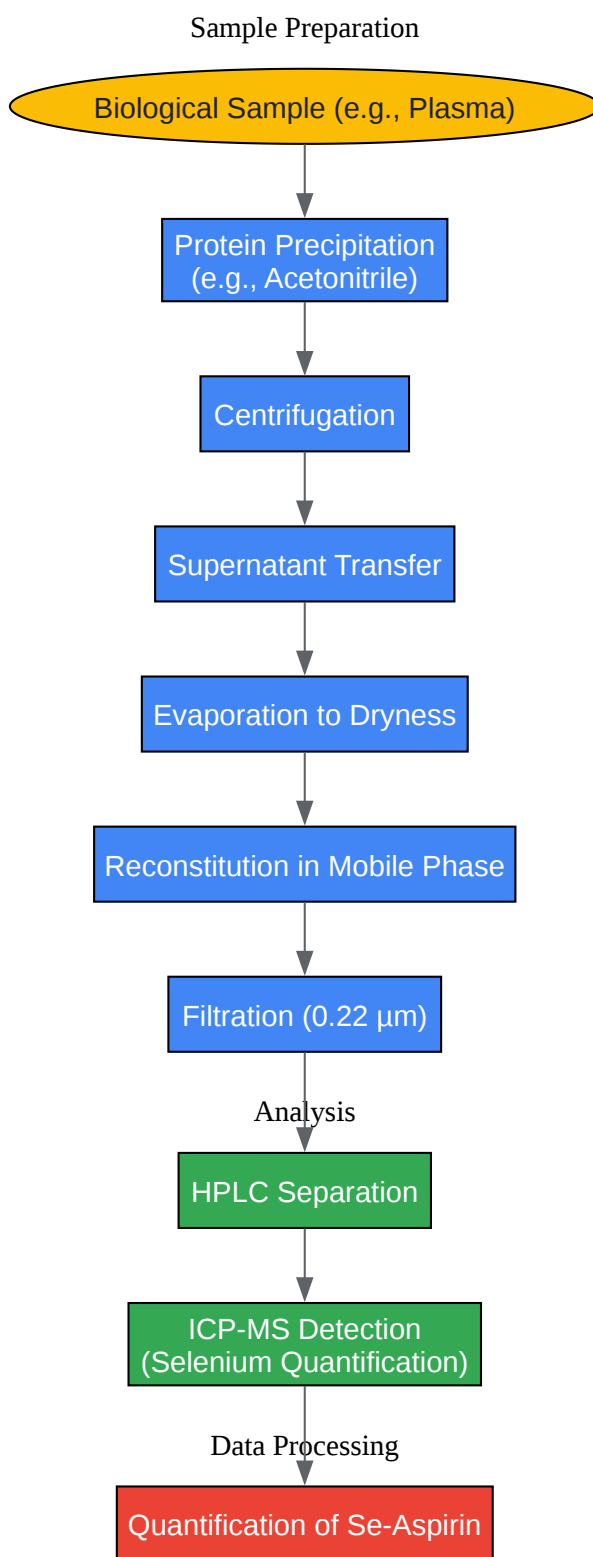 Sample Preparation
Biological Sample (e.g., Plasma)
Protein Precipitation
(e.g., Acetonitrile)
Centrifugation
Supernatant Transfer
Evaporation to Dryness
Reconstitution in Mobile Phase
Filtration (0.22 µm)
Analysis
HPLC Separation
ICP-MS Detection
(Selenium Quantification)
Data Processing
Quantification of Se-Aspirin